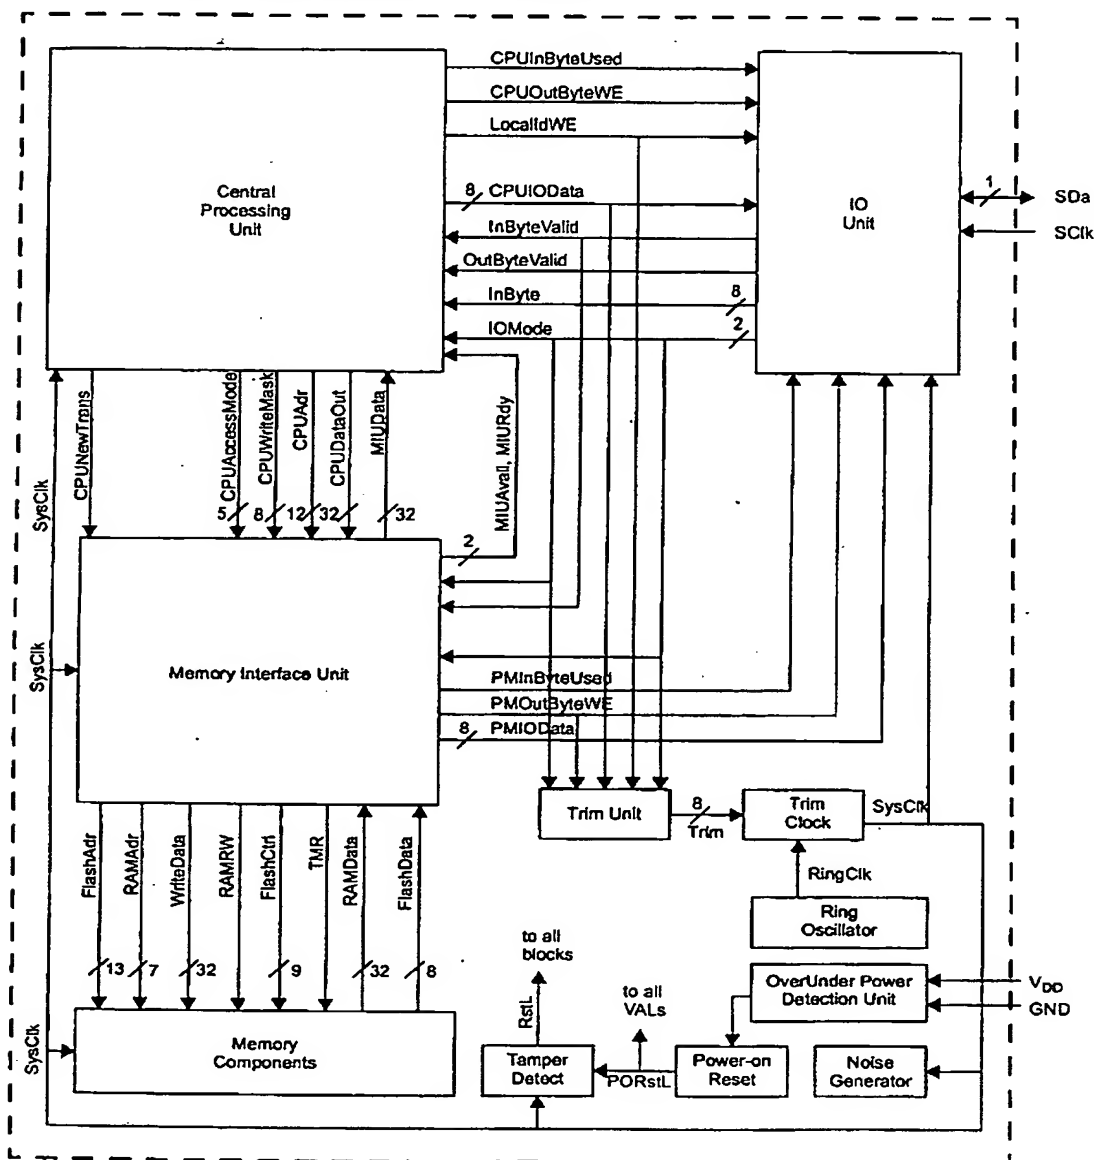 CPUInByteUsed
CPUOutByteWE
LocalIdWE
Central
Processing
Unit
8
CPUIOData
IO
Unit
1
SDa
SClk
InByteValid
OutByteValid
InByte
8
IOMode
2
SysClk
CPUNewTrans
CPUAccessMode
CPUWriteMask
CPUAdr
CPUDataOut
MIUData
MIUAvail, MIURdy
5
8
12
32
32
2
SysClk
Memory Interface Unit
PMInByteUsed
PMOutByteWE
8
PMIOData
Trim Unit
8
Trim
Trim
Clock
SysClk
RingClk
Ring
Oscillator
FlashAdr
RAMAdr
WriteData
RAMRW
FlashCtrl
TMR
RAMData
FlashData
13
7
32
9
32
8
to all
blocks
RstL
to all
VALs
OverUnder Power
Detection Unit
VDD
GND
SysClk
Memory
Components
Tamper
Detect
PORstL
Power-on
Reset
Noise
Generator